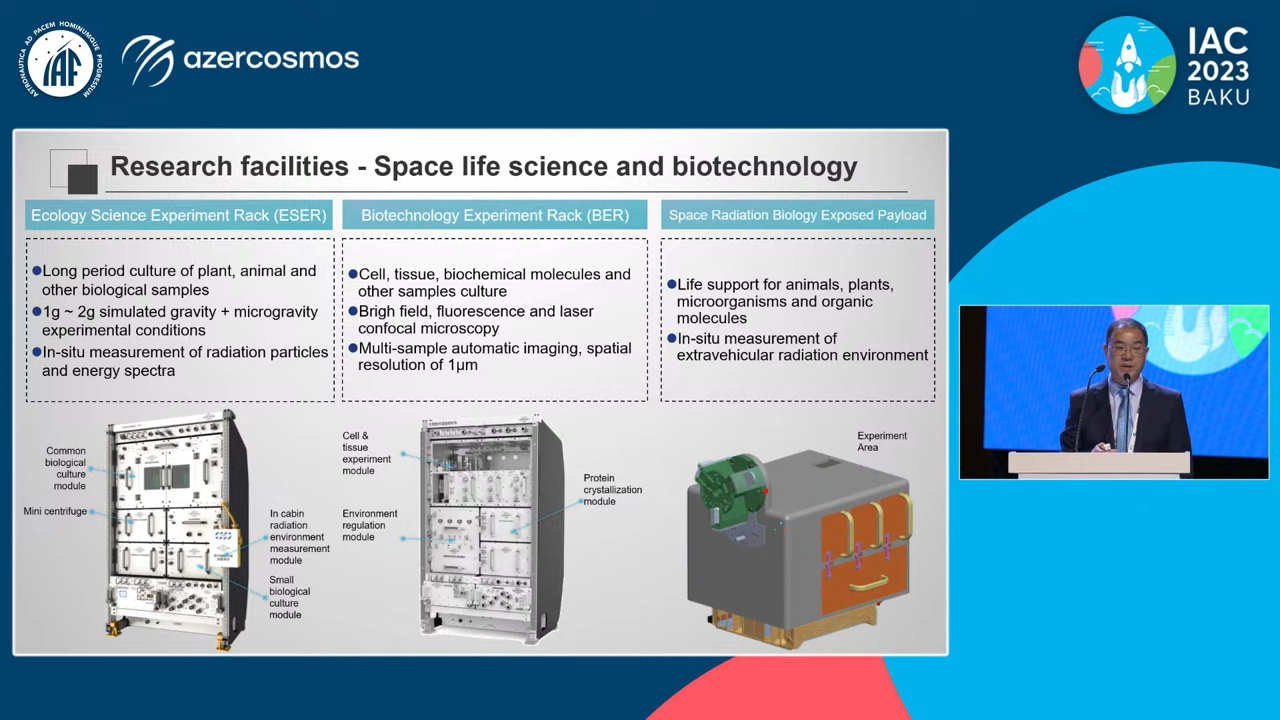 ASTRONAUTICA AD PACEM HOMINUMQUE PROGRESSUM
IAF
azercosmos
IAC
2023
BAKU
Research facilities - Space life science and biotechnology
Ecology Science Experiment Rack (ESER)
Long period culture of plant, animal and
other biological samples
1g ~ 2g simulated gravity + microgravity
experimental conditions
In-situ measurement of radiation particles
and energy spectra
Common
biological
culture
module
Mini centrifuge
In cabin
radiation
environment
measurement
module
Small
biological
culture
module
Biotechnology Experiment Rack (BER)
Cell, tissue, biochemical molecules and
other samples culture
Brigh field, fluorescence and laser
confocal microscopy
Multi-sample automatic imaging, spatial
resolution of 1μm
Cell &
tissue
experiment
module
Environment
regulation
module
Protein
crystallization
module
Space Radiation Biology Exposed Payload
Life support for animals, plants,
microorganisms and organic
molecules
In-situ measurement of
extravehicular radiation environment
Experiment
Area